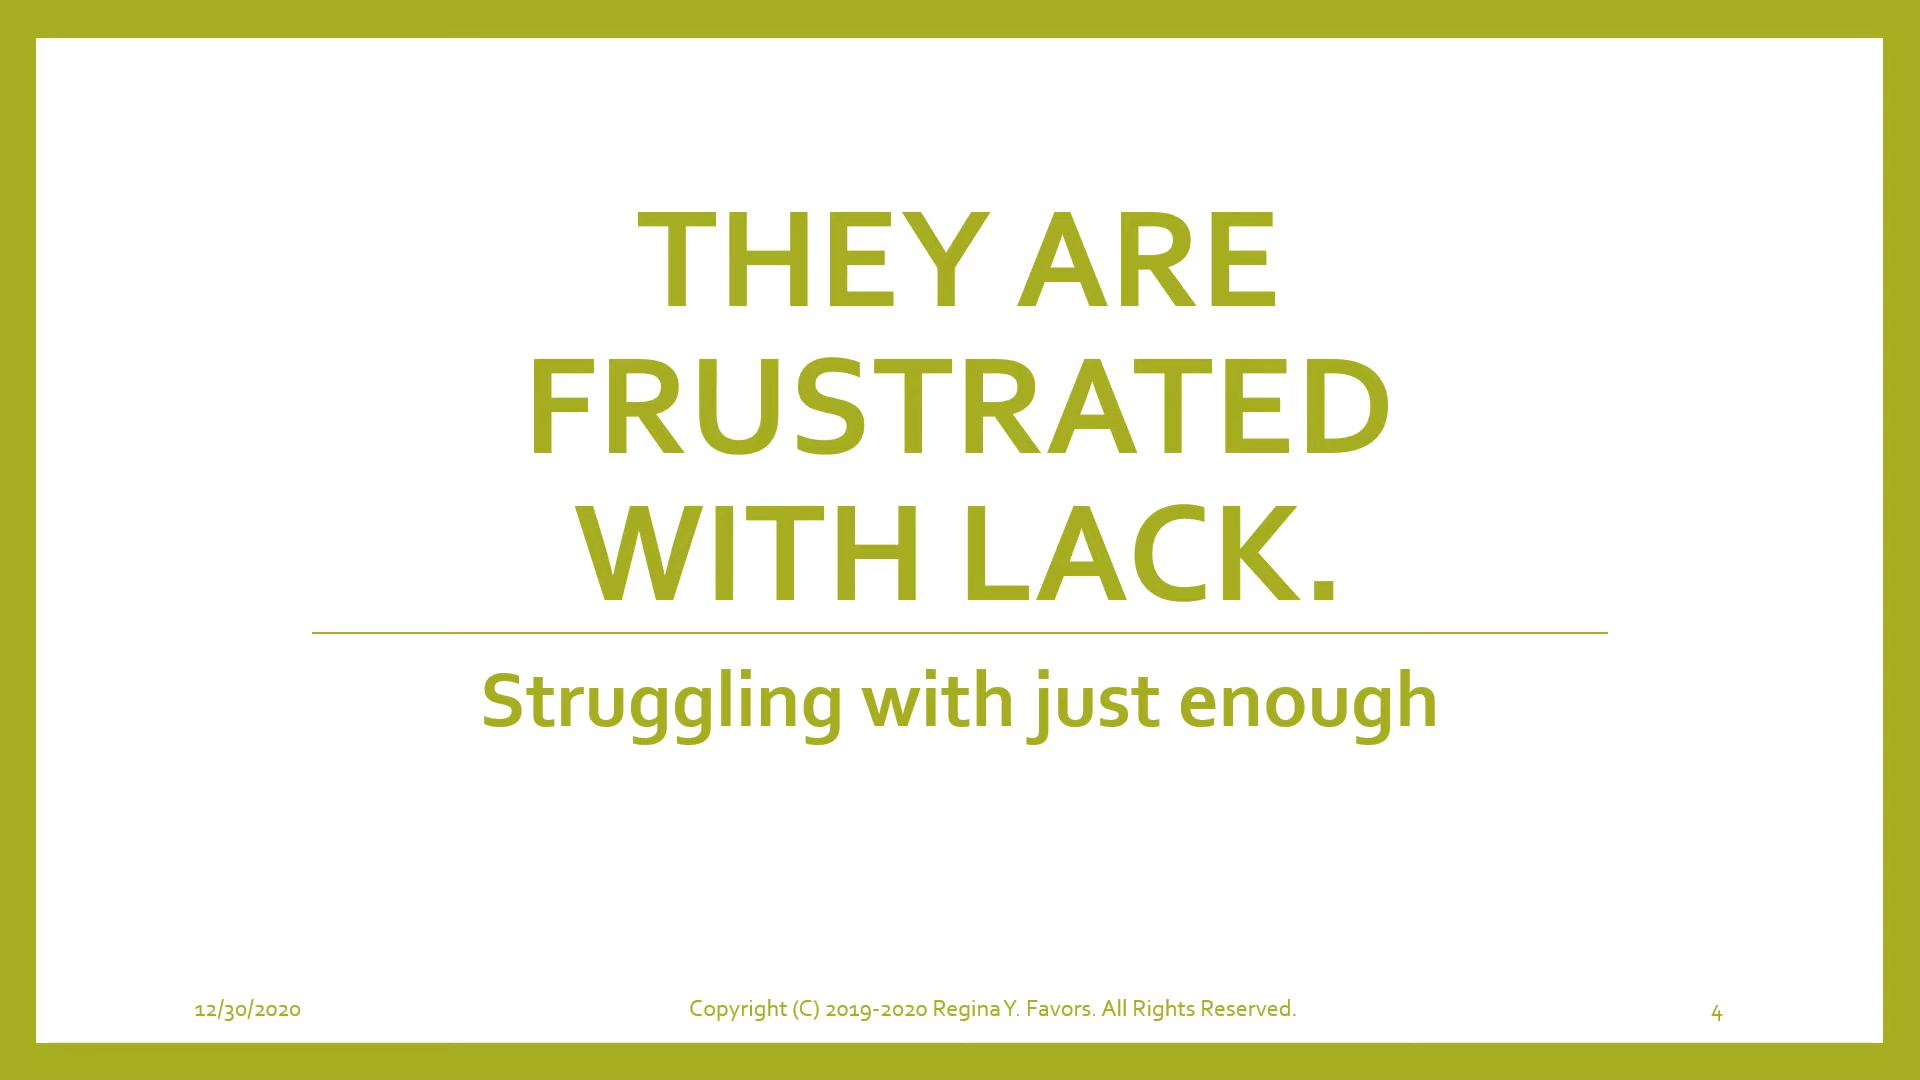 THEY ARE
FRUSTRATED
WITH LACK.
Struggling with just enough
12/30/2020
Copyright (C) 2019-2020 Regina Y. Favors. All Rights Reserved.
4